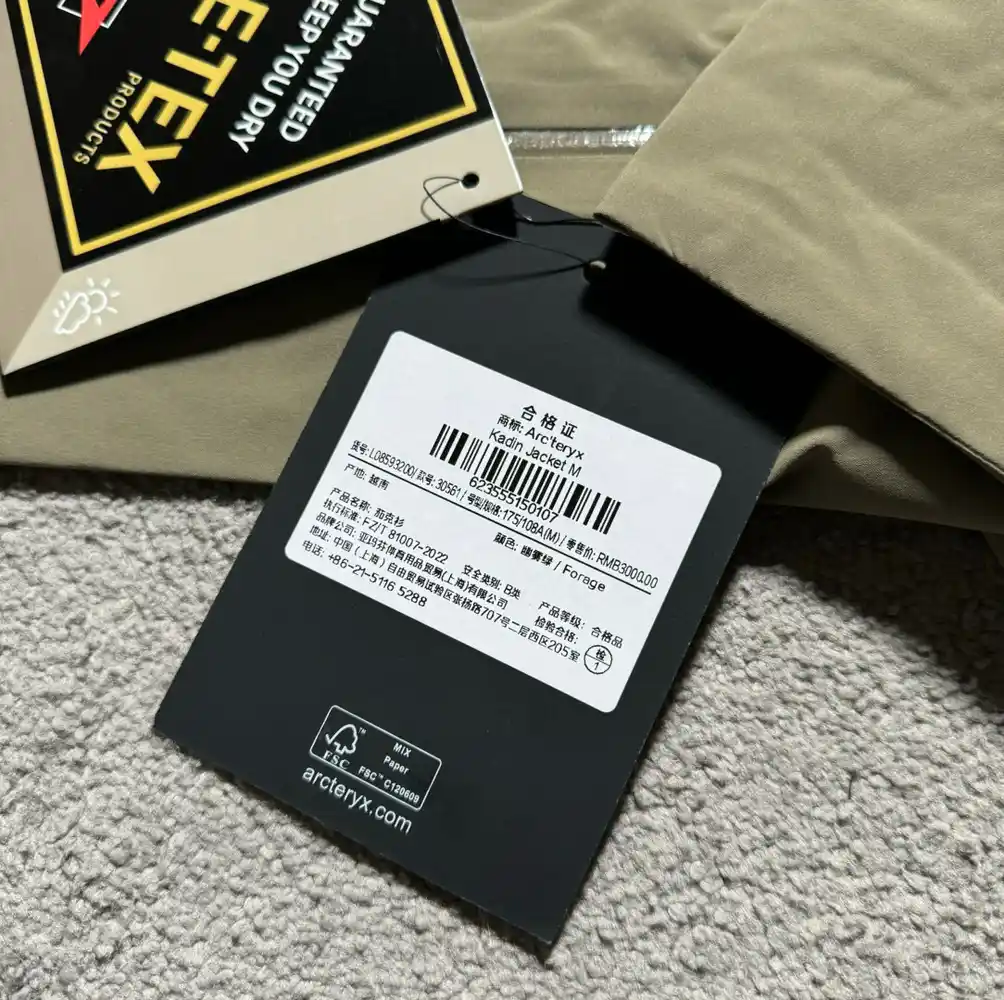 E-TEX
PRODUCTS
GUARANTEED
KEEP YOU DRY
合格证
商标: Arc'teryx
Kadin Jacket M
623555150107
货号: L08593200/ 款号: 30561 / 号型/规格: 175/108A(M) / 零售价: RMB3000.00
产地: 越南
颜色: 幽雾绿 / Forage
产品名称: 茄克衫
执行标准: FZ/T 81007-2022 安全类别: B类 产品等级: 合格品
品牌公司: 亚玛芬体育用品贸易(上海)有限公司 检验合格: 检1
地址: 中国(上海)自由贸易试验区张杨路707号二层西区205室
电话: +86-21-5116 5288
FSC™
MIX
Paper
FSC™ C120609
arcteryx.com